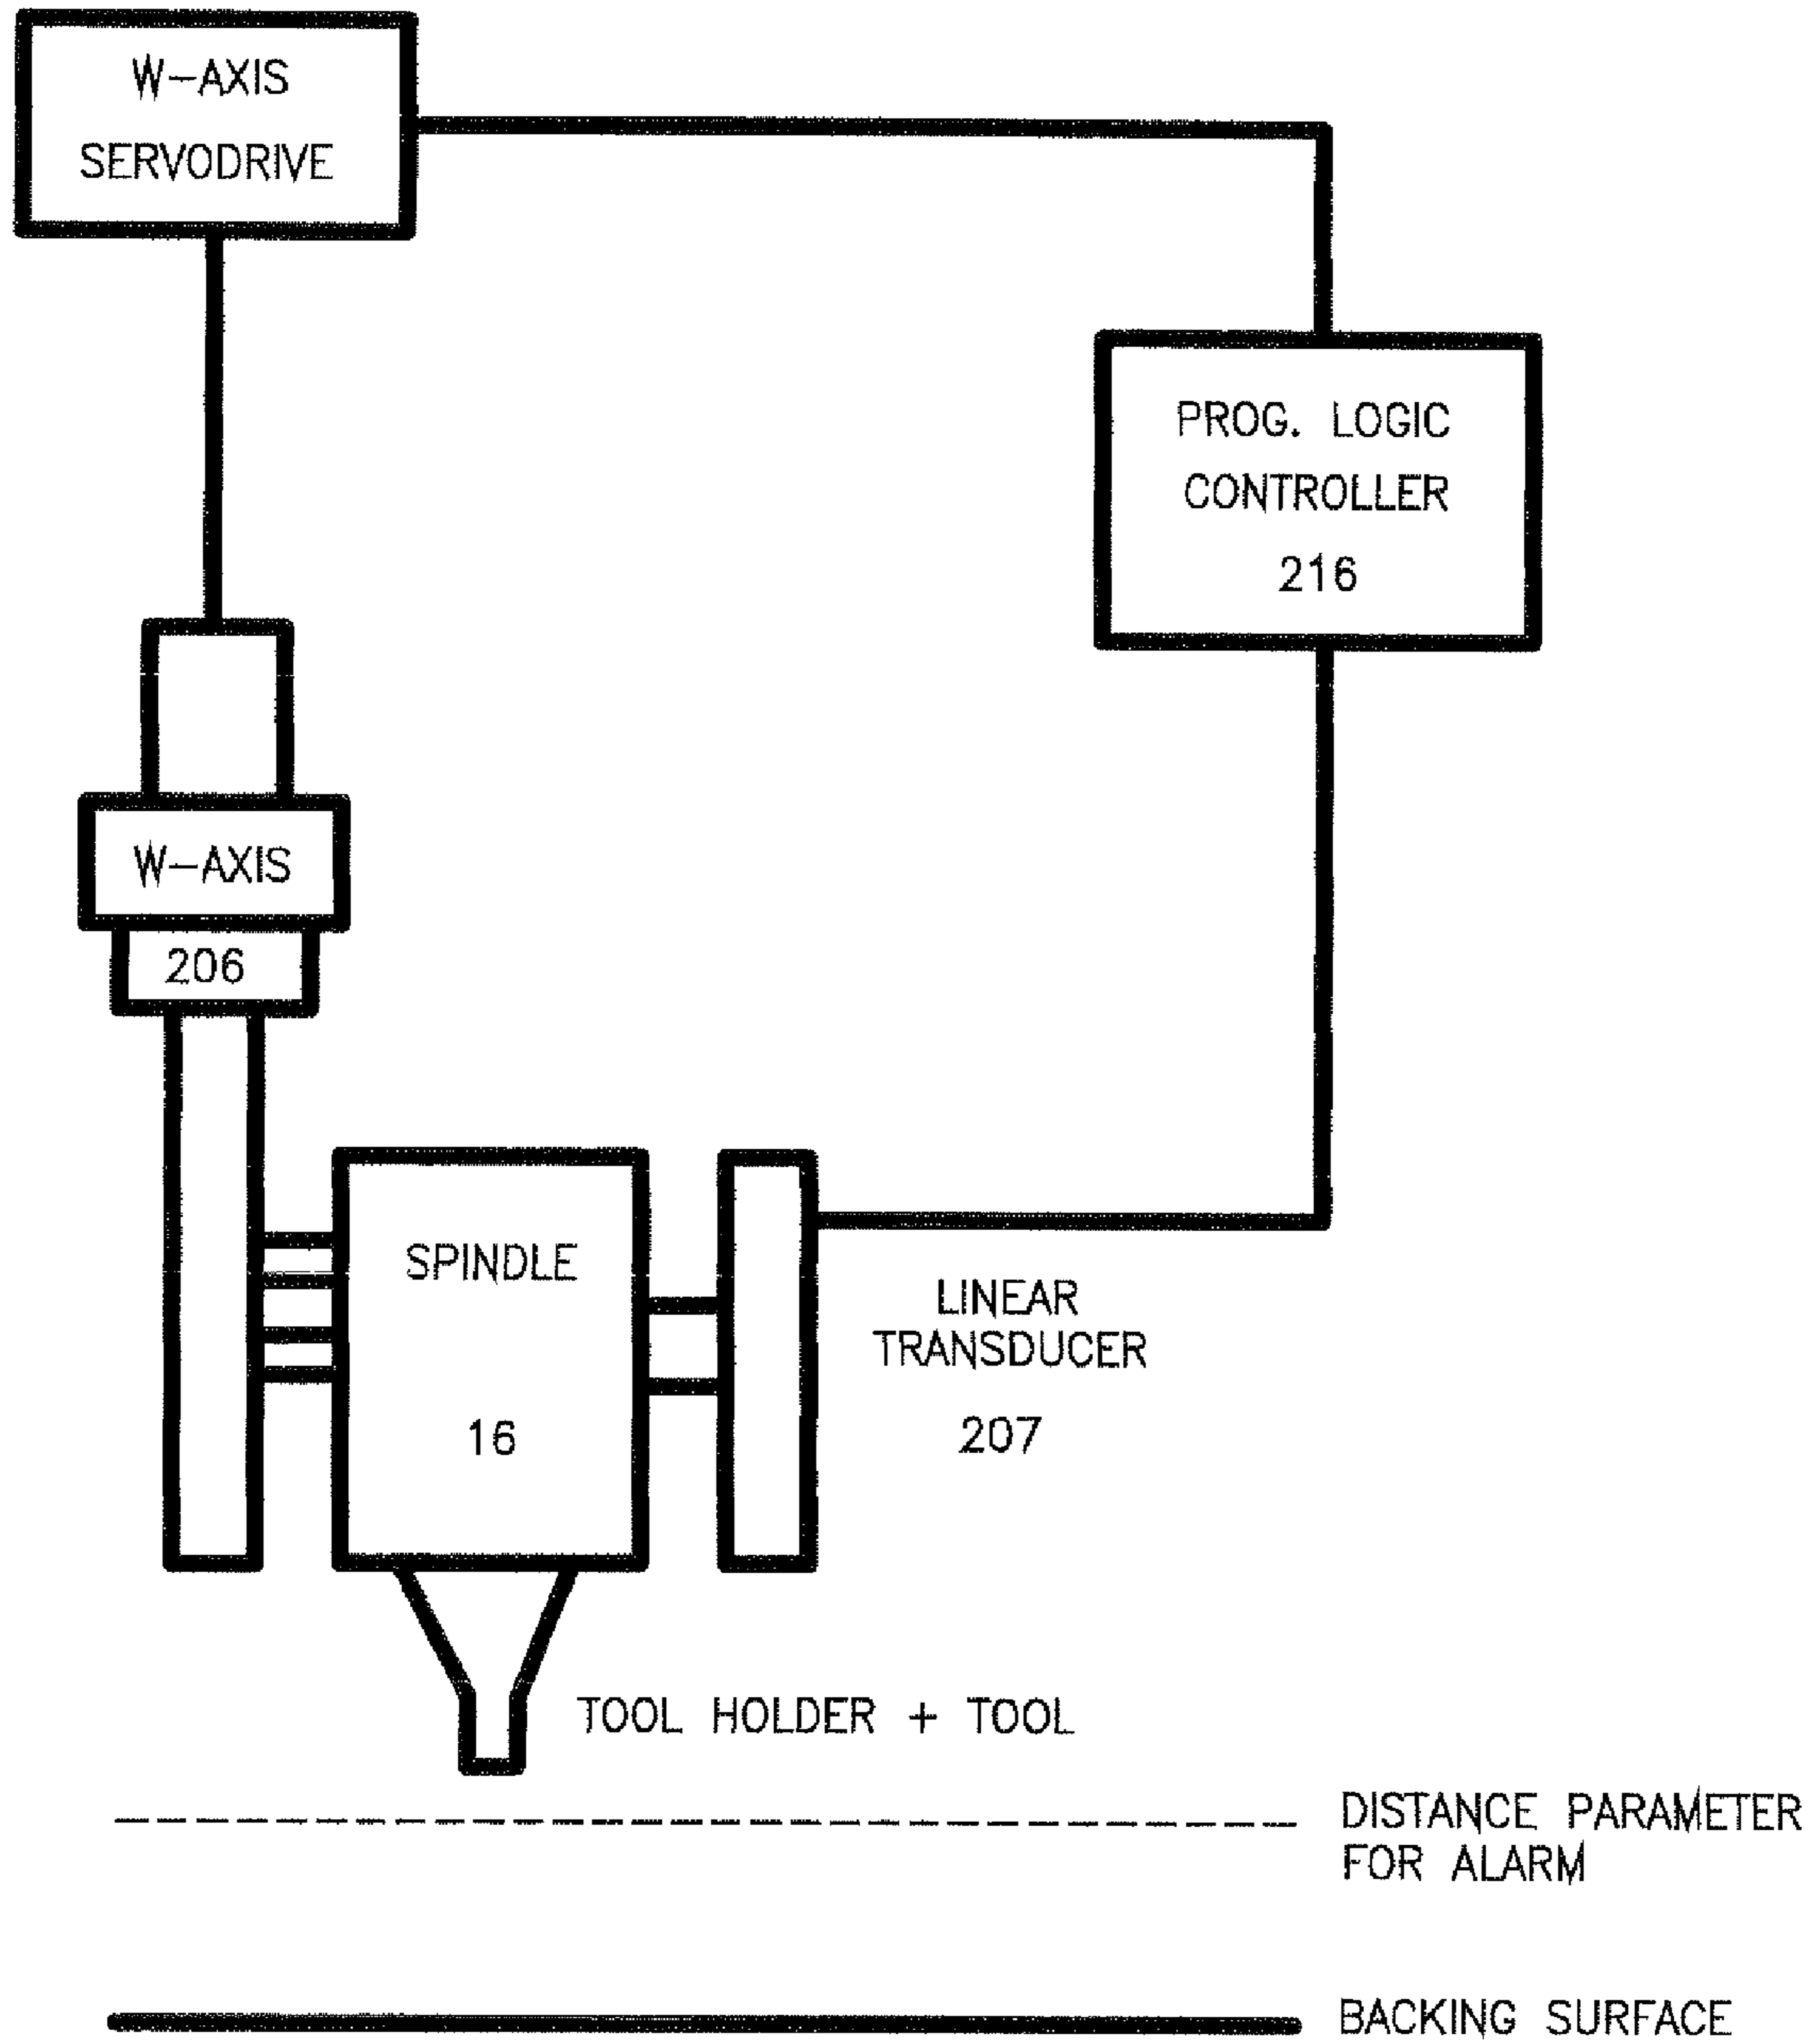 W-AXIS
SERVODRIVE
PROG. LOGIC
CONTROLLER
216
W-AXIS
206
SPINDLE
16
LINEAR
TRANSDUCER
207
TOOL HOLDER + TOOL
DISTANCE PARAMETER
FOR ALARM
BACKING SURFACE